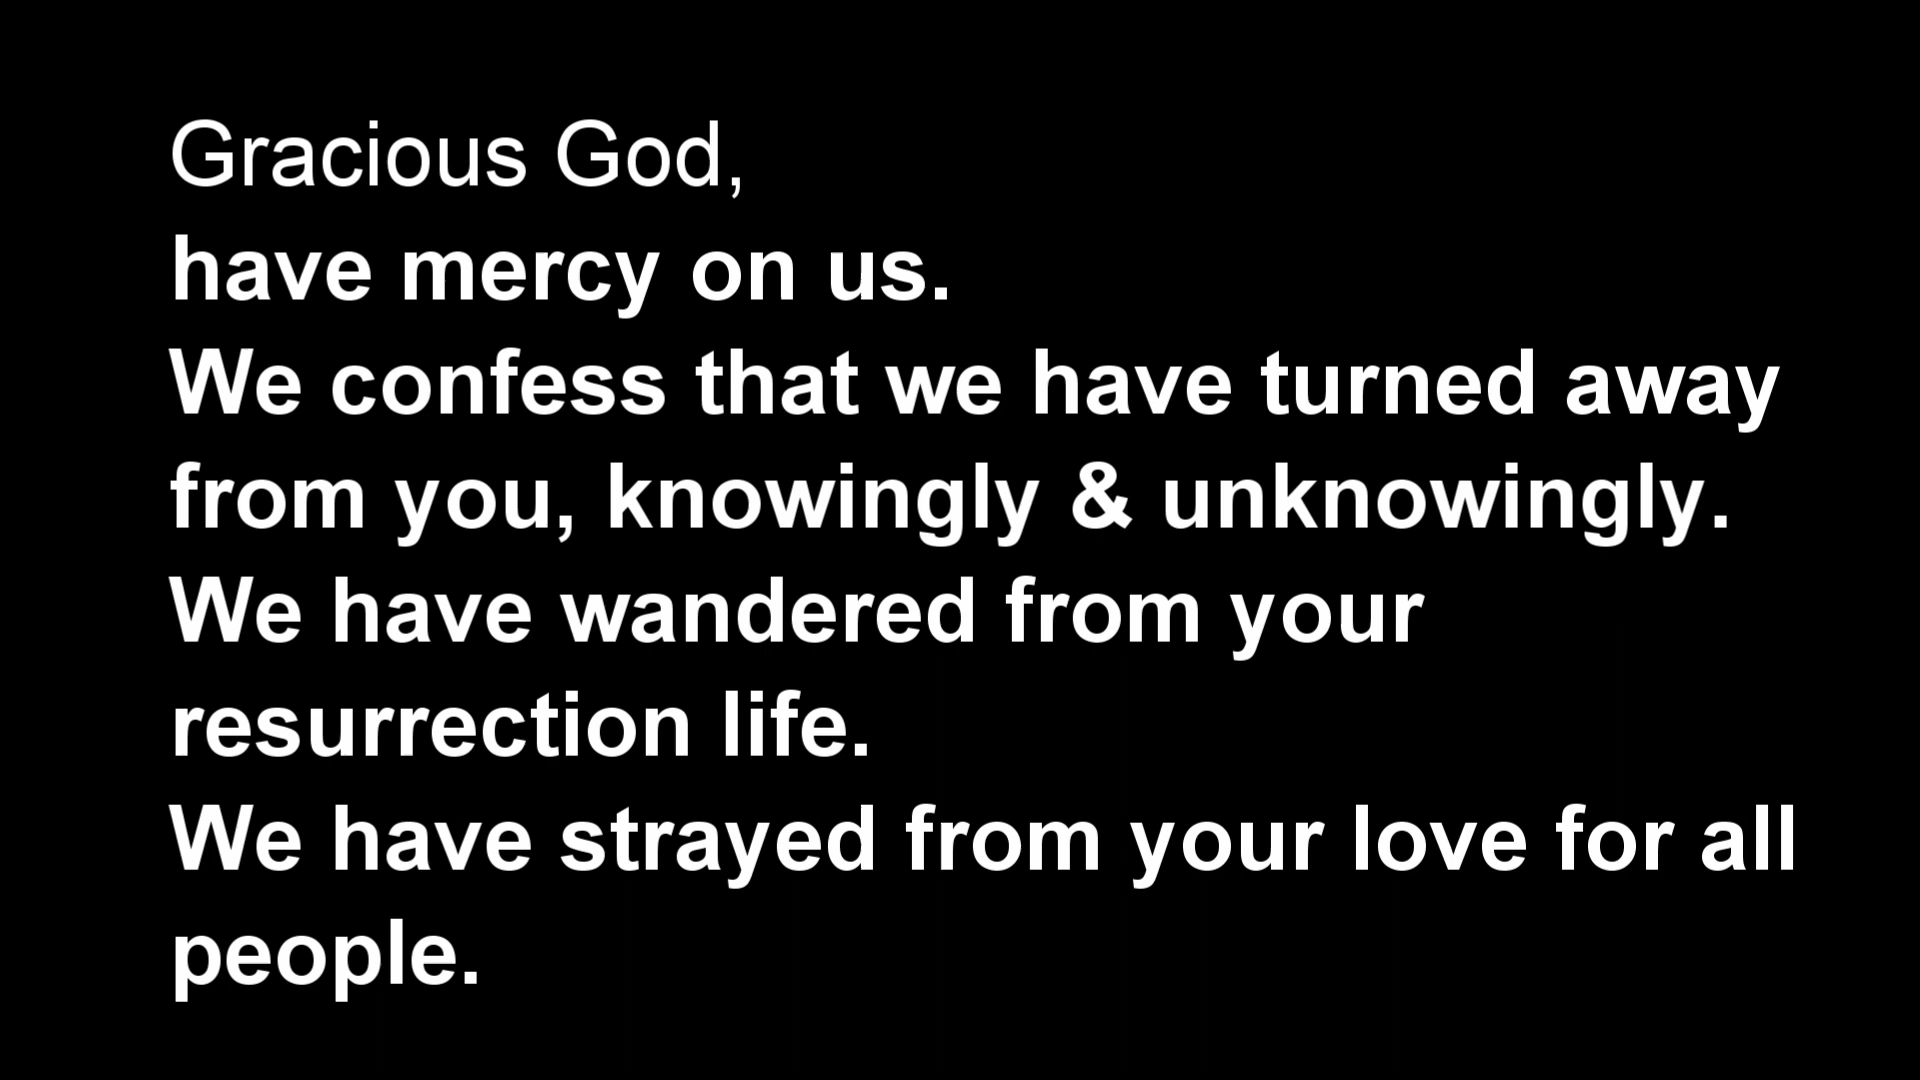 Gracious God,
have mercy on us.
We confess that we have turned away
from you, knowingly & unknowingly.
We have wandered from your
resurrection life.
We have strayed from your love for all
people.